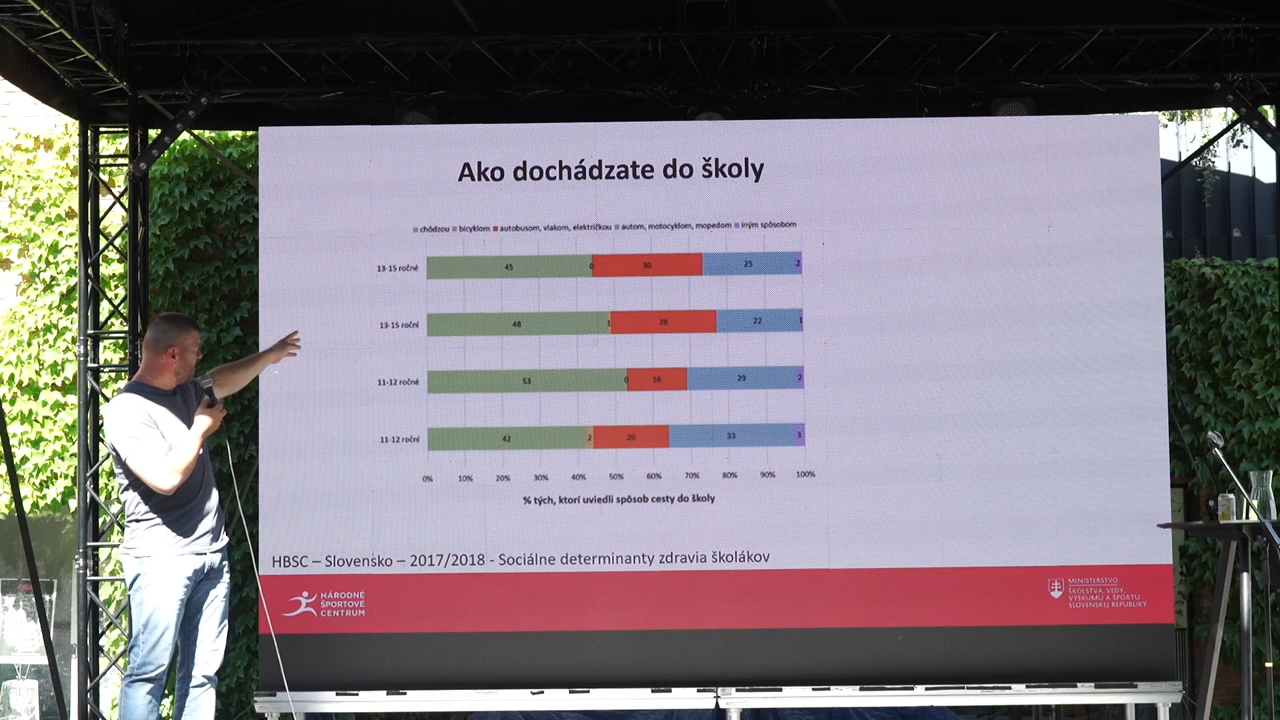 Ako dochádzate do školy
chôdzou bicyklom autobusom, vlakom, električkou autom, motocyklom, mopedom iným spôsobom
13-15 ročné 45 0 30 25 2
13-15 roční 48 1 28 22 1
11-12 ročné 53 0 16 29 2
11-12 roční 42 2 20 33 3
0% 10% 20% 30% 40% 50% 60% 70% 80% 90% 100%
% tých, ktorí uviedli spôsob cesty do školy
HBSC – Slovensko – 2017/2018 - Sociálne determinanty zdravia školákov
NÁRODNÉ
ŠPORTOVÉ
CENTRUM
MINISTERSTVO
ŠKOLSTVA, VEDY,
VÝSKUMU A ŠPORTU
SLOVENSKEJ REPUBLIKY